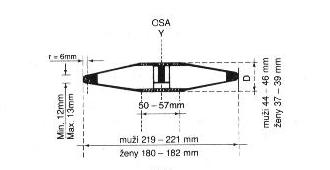 OSA
Y
r = 6mm
Min. 12mm
Max. 13mm
50 – 57mm
D
muži 44 – 46 mm
ženy 37 – 39 mm
muži 219 – 221 mm
ženy 180 – 182 mm